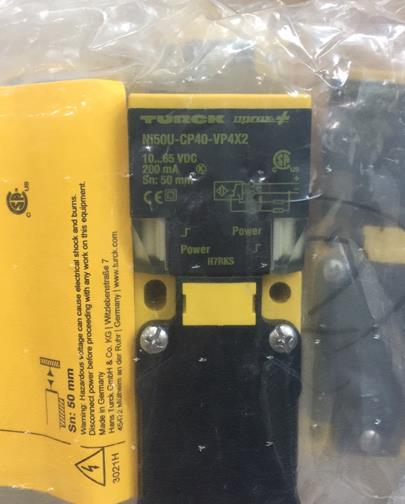 TURCK uprox+
Ni50U-CP40-VP4X2
10...65 VDC
200 mA
Sn: 50 mm
CE
Power
Power
H7RKS
C US
Warning: Hazardous voltage can cause electrical shock and burns.
Disconnect power before proceeding with any work on this equipment.
Made in Germany
Hans Turck GmbH & Co. KG | Witzlebenstraße 7
45472 Mülheim an der Ruhr | Germany | www.turck.com
Sn: 50 mm
3021H